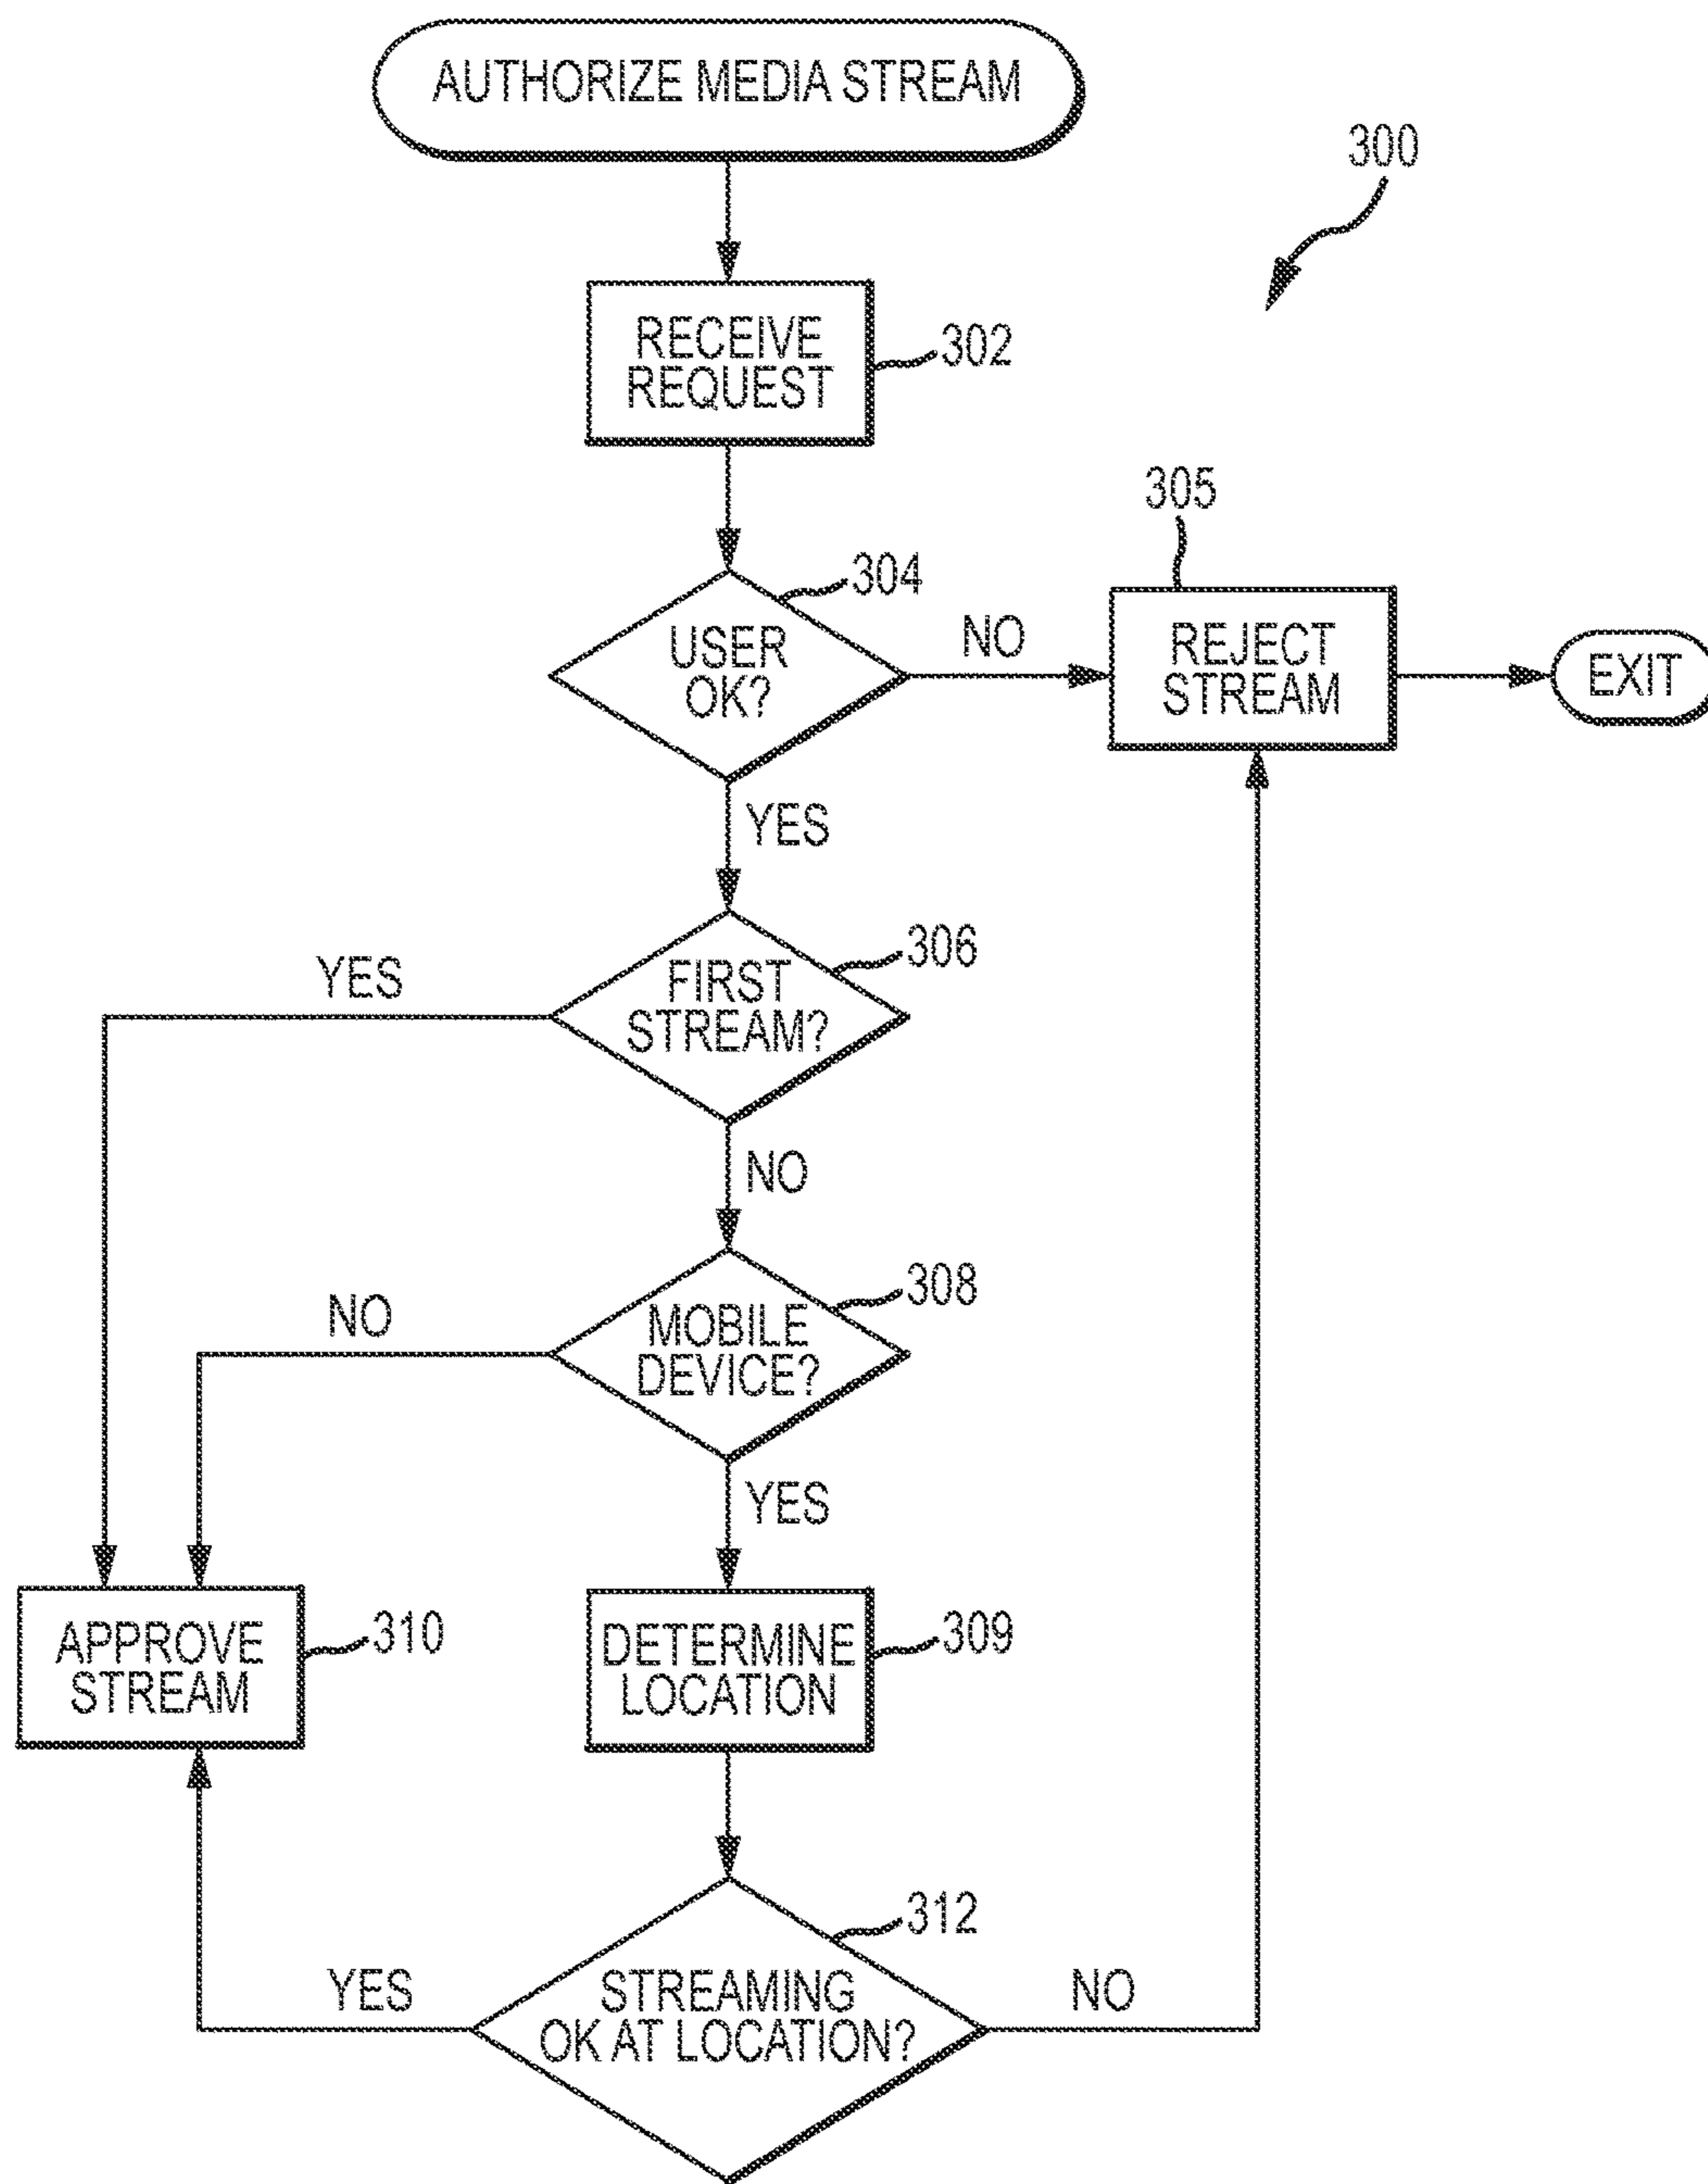 AUTHORIZE MEDIA STREAM
300
RECEIVE
REQUEST
302
305
304
USER
OK?
NO
REJECT
STREAM
EXIT
YES
306
YES
FIRST
STREAM?
NO
308
NO
MOBILE
DEVICE?
YES
APPROVE
STREAM
310
DETERMINE
LOCATION
309
312
YES
STREAMING
OK AT LOCATION?
NO